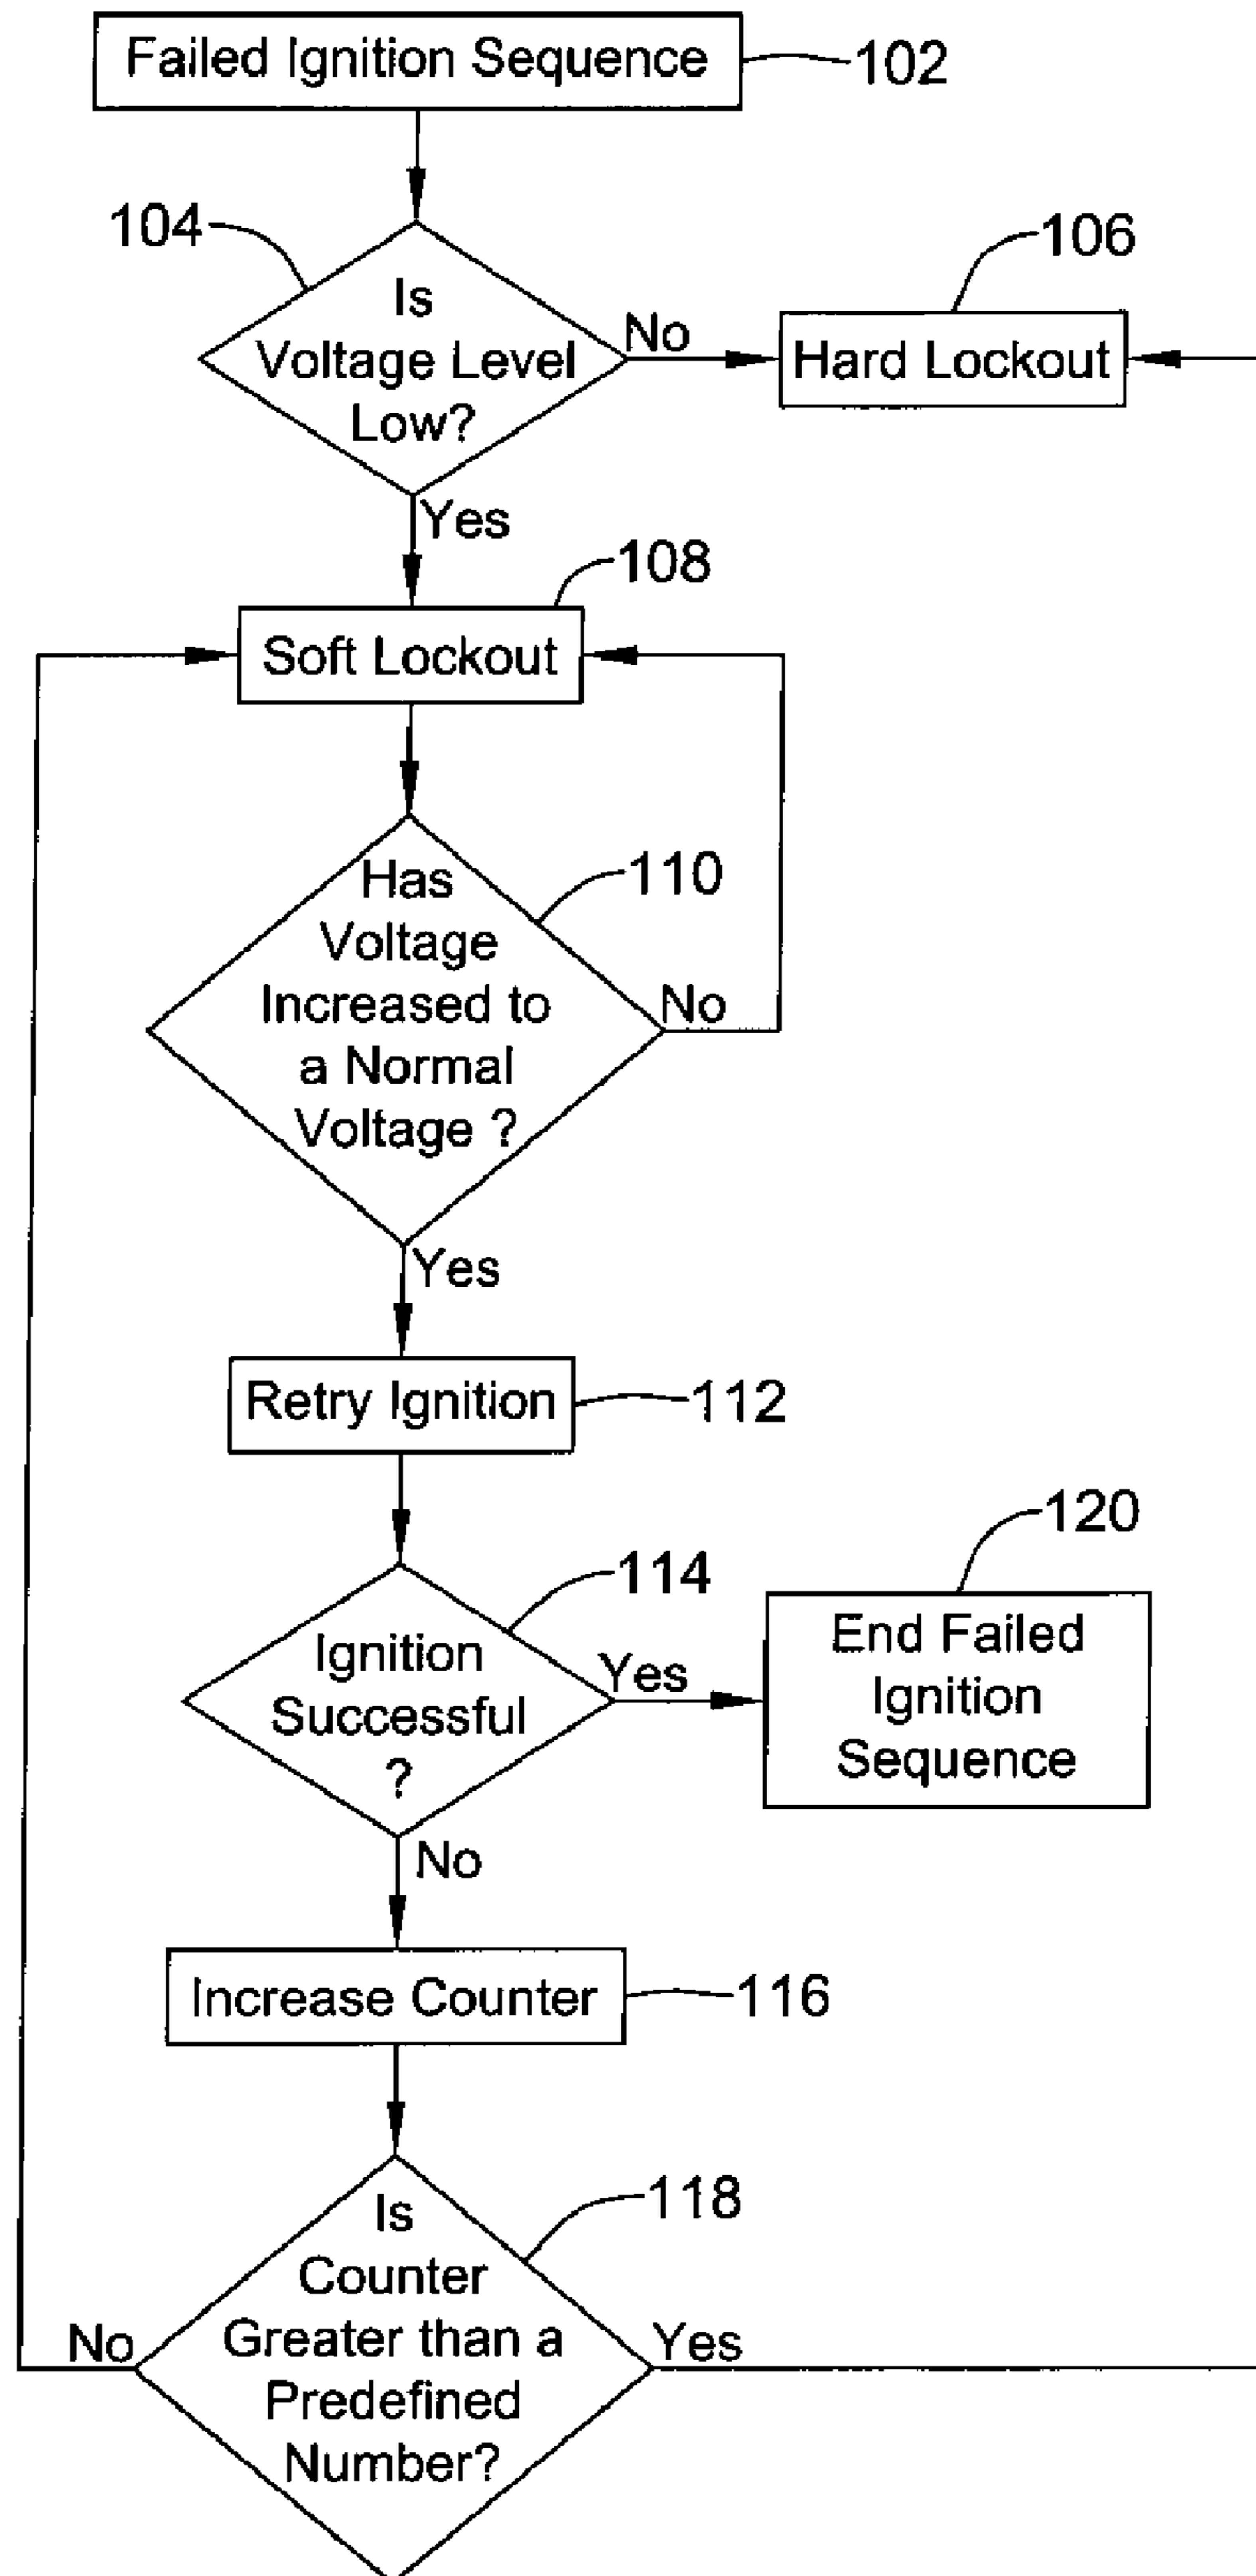 Failed Ignition Sequence
102
104
106
Is
Voltage Level
Low?
No
Hard Lockout
Yes
108
Soft Lockout
110
Has
Voltage
Increased to
a Normal
Voltage ?
No
Yes
Retry Ignition
112
120
114
Ignition
Successful
?
Yes
End Failed
Ignition
Sequence
No
Increase Counter
116
118
Is
Counter
Greater than a
Predefined
Number?
No
Yes